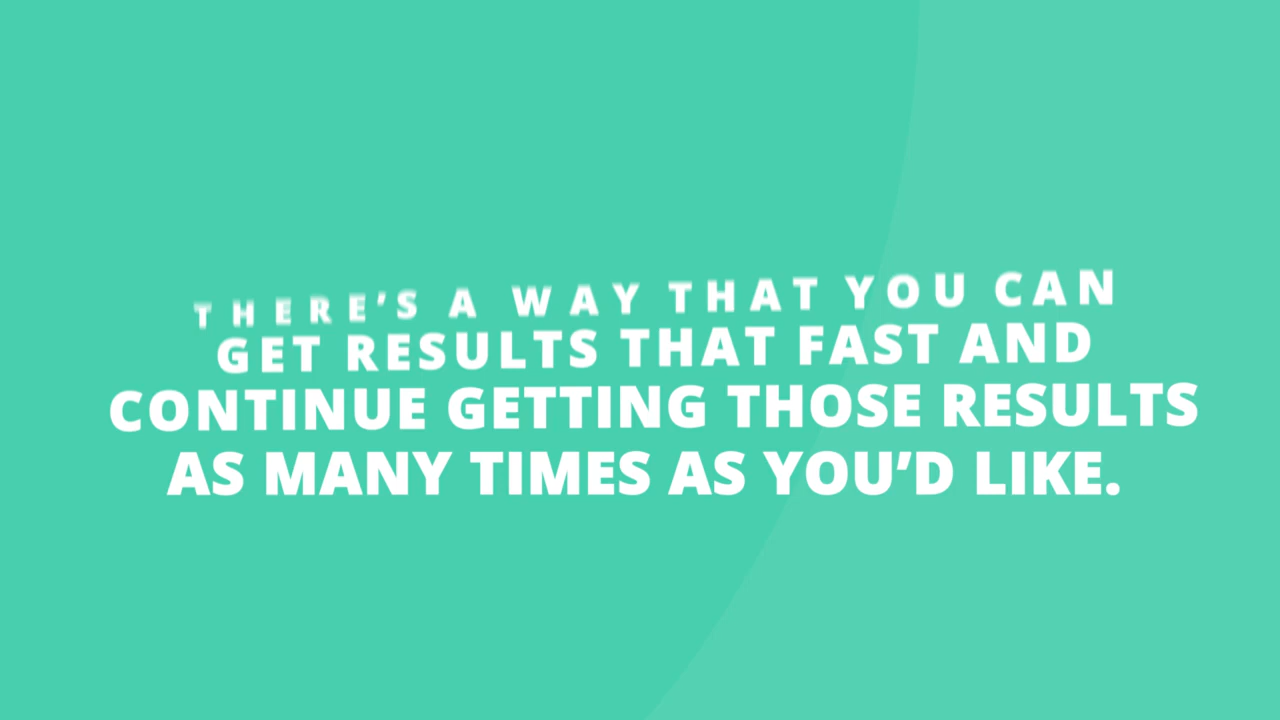 THERE’S A WAY THAT YOU CAN
GET RESULTS THAT FAST AND
CONTINUE GETTING THOSE RESULTS
AS MANY TIMES AS YOU’D LIKE.